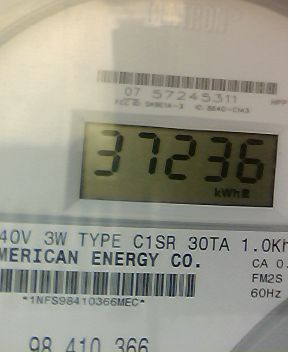 07 57245311
37236
kWh
40V 3W TYPE C1SR 30TA 1.0Kh
MERICAN ENERGY CO.
CA 0.
FM2S
60Hz
*1NFS98410366MEC*
98 410 366